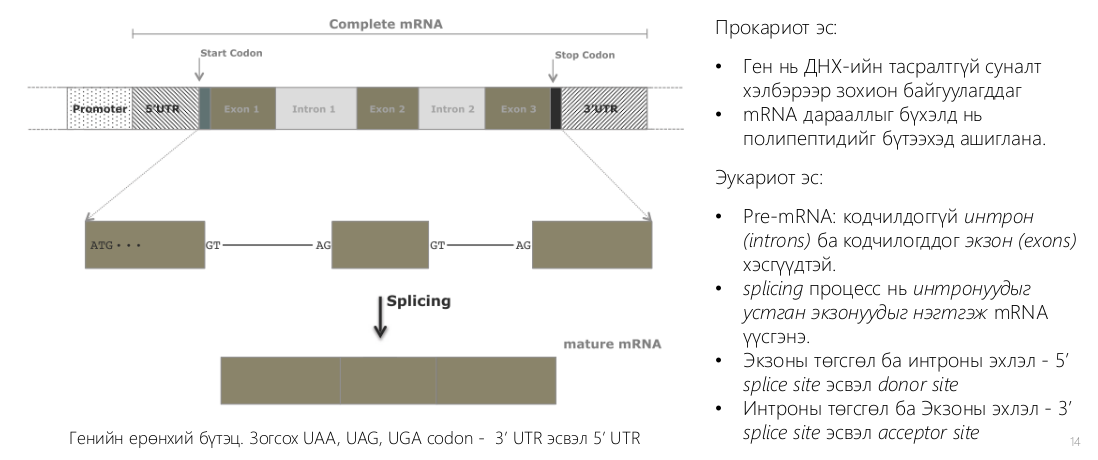 Complete mRNA
Start Codon
Stop Codon
Promoter 5'UTR Exon 1 Intron 1 Exon 2 Intron 2 Exon 3 3'UTR
ATG··· GT AG GT AG
Splicing
mature mRNA
Генийн ерөнхий бүтэц. Зогсох UAA, UAG, UGA codon - 3' UTR эсвэл 5' UTR
Прокариот эс:
• Ген нь ДНХ-ийн тасралтгүй суналт
хэлбэрээр зохион байгуулагддаг
• mRNA дарааллыг бүхэлд нь
полипептидийг бүтээхэд ашиглана.
Эукариот эс:
• Pre-mRNA: кодчилдоггүй интрон
(introns) ба кодчилогддог экзон (exons)
хэсгүүдтэй.
• splicing процесс нь интронуудыг
устган экзонуудыг нэгтгэж mRNA
үүсгэнэ.
• Экзоны төгсгөл ба интроны эхлэл - 5'
splice site эсвэл donor site
• Интроны төгсгөл ба Экзоны эхлэл - 3'
splice site эсвэл acceptor site
14